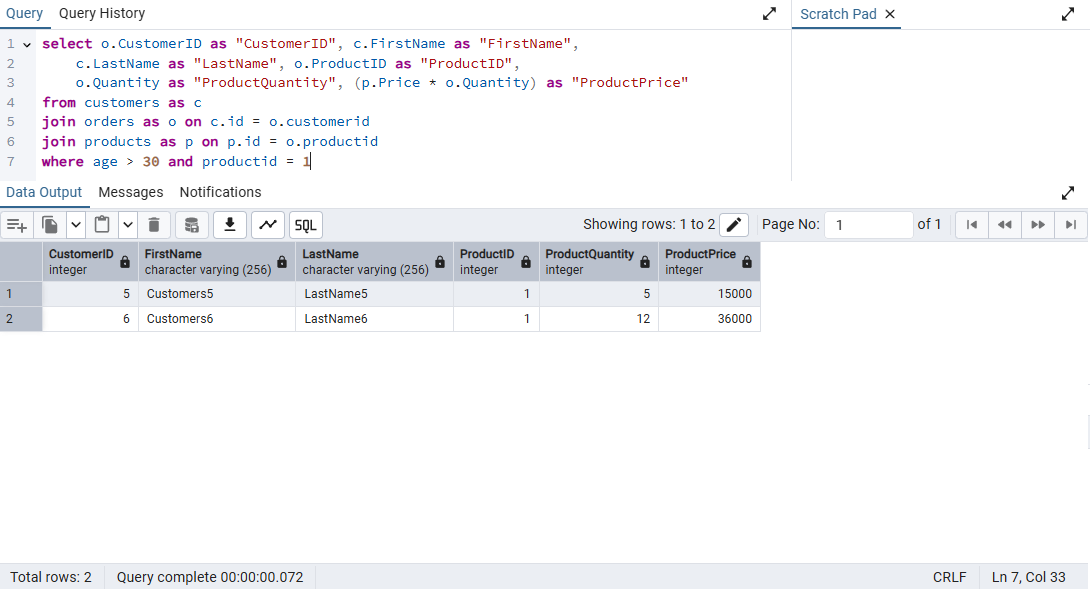 Query Query History
Scratch Pad
1 select o.CustomerID as "CustomerID", c.FirstName as "FirstName",
2 c.LastName as "LastName", o.ProductID as "ProductID",
3 o.Quantity as "ProductQuantity", (p.Price * o.Quantity) as "ProductPrice"
4 from customers as c
5 join orders as o on c.id = o.customerid
6 join products as p on p.id = o.productid
7 where age > 30 and productid = 1
Data Output Messages Notifications
SQL Showing rows: 1 to 2 Page No: 1 of 1
CustomerID FirstName LastName ProductID ProductQuantity ProductPrice
integer character varying (256) character varying (256) integer integer integer
1 5 Customers5 LastName5 1 5 15000
2 6 Customers6 LastName6 1 12 36000
Total rows: 2 Query complete 00:00:00.072 CRLF Ln 7, Col 33